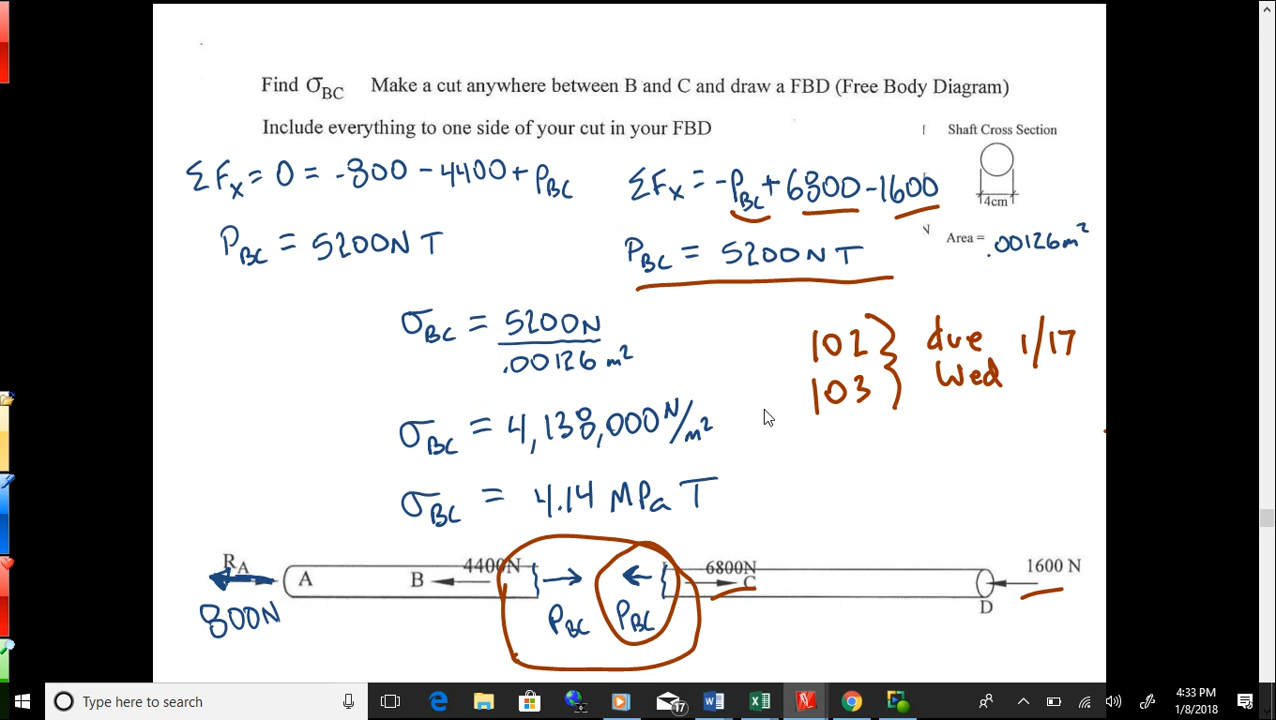 Find σBC Make a cut anywhere between B and C and draw a FBD (Free Body Diagram)
Include everything to one side of your cut in your FBD
Shaft Cross Section
4cm
Area = .00126m²
ΣFx = 0 = -800 - 4400 + PBC
PBC = 5200N T
ΣFx = -PBC + 6800 - 1600
PBC = 5200N T
σBC = 5200N
.00126 m²
σBC = 4,138,000 N/m²
σBC = 4.14 MPa T
102 } due 1/17
103 } Wed
RA
800N
A
B
4400N
PBC
PBC
6800N
C
1600 N
D
Type here to search
17
4:33 PM
1/8/2018